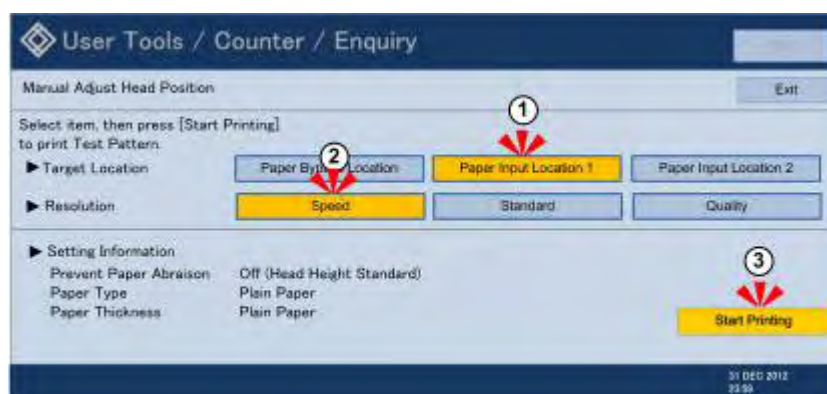 User Tools / Counter / Enquiry
Manual Adjust Head Position
Exit
Select item, then press [Start Printing]
to print Test Pattern.
1
2
▶ Target Location
Paper Location
Paper Input Location 1
Paper Input Location 2
▶ Resolution
Speed
Standard
Quality
▶ Setting Information
Prevent Paper Abraison Off (Head Height Standard)
Paper Type Plain Paper
Paper Thickness Plain Paper
3
Start Printing
31 DEC 2012
23:59